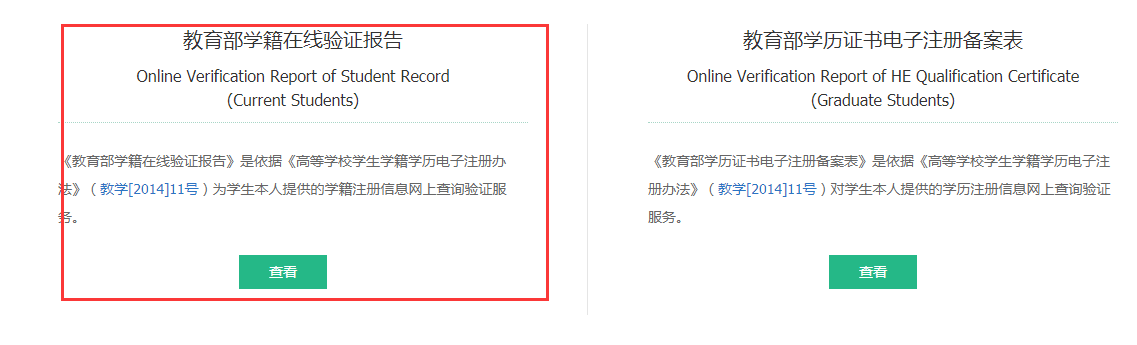 教育部学籍在线验证报告
Online Verification Report of Student Record
(Current Students)
《教育部学籍在线验证报告》是依据《高等学校学生学籍学历电子注册办
法》（教学[2014]11号）为学生本人提供的学籍注册信息网上查询验证服
务。
查看
教育部学历证书电子注册备案表
Online Verification Report of HE Qualification Certificate
(Graduate Students)
《教育部学历证书电子注册备案表》是依据《高等学校学生学籍学历电子注
册办法》（教学[2014]11号）对学生本人提供的学历注册信息网上查询验证
服务。
查看